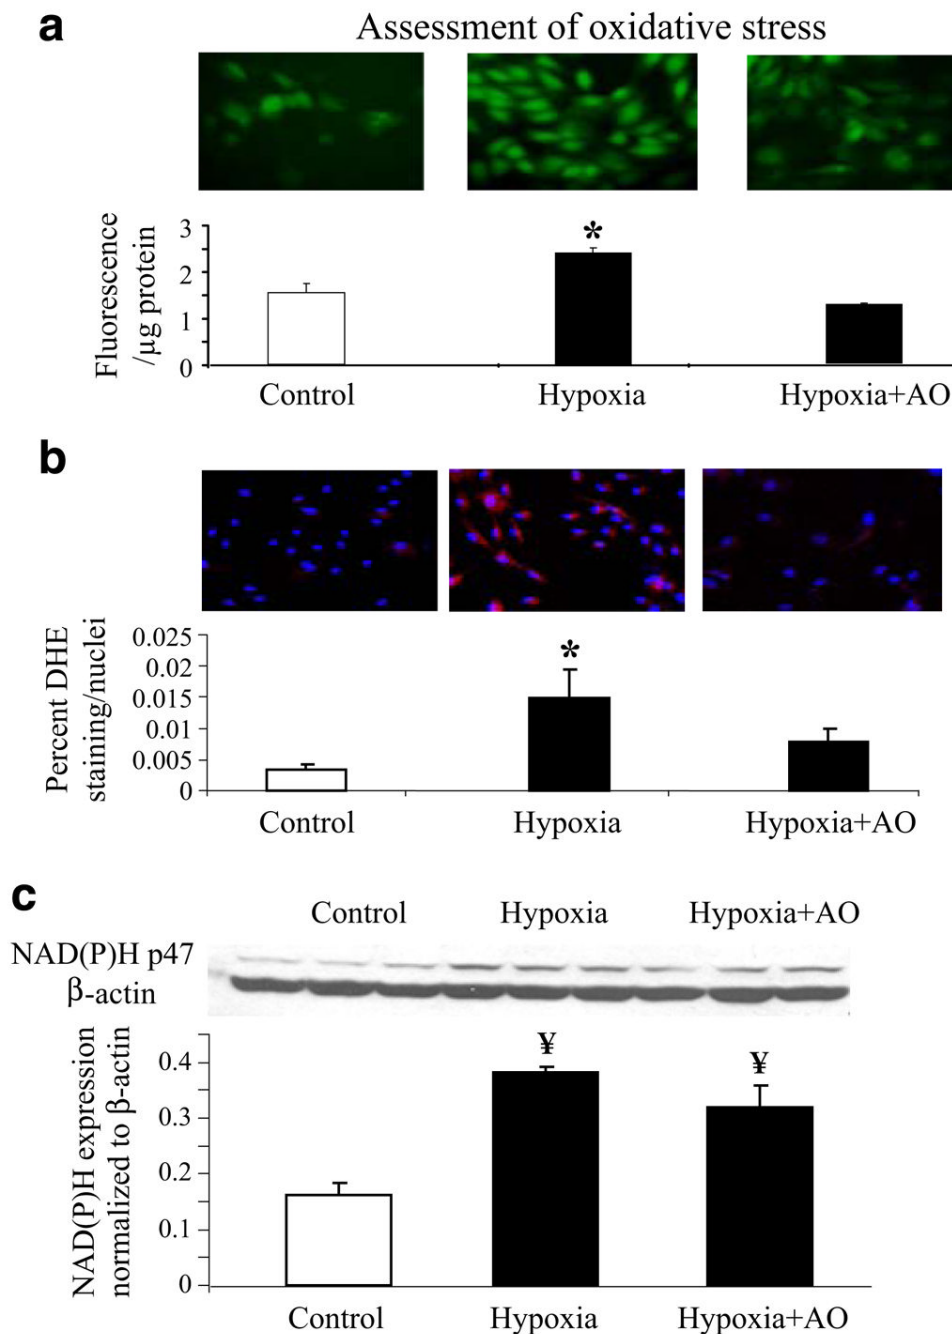 a
Assessment of oxidative stress
Fluorescence
/μg protein
3
2
1
0
*
Control Hypoxia Hypoxia+AO
b
Percent DHE
staining/nuclei
0.025
0.02
0.015
0.01
0.005
0
*
Control Hypoxia Hypoxia+AO
c
Control Hypoxia Hypoxia+AO
NAD(P)H p47
β-actin
NAD(P)H expression
normalized to β-actin
0.4
0.3
0.2
0.1
0
¥ ¥
Control Hypoxia Hypoxia+AO